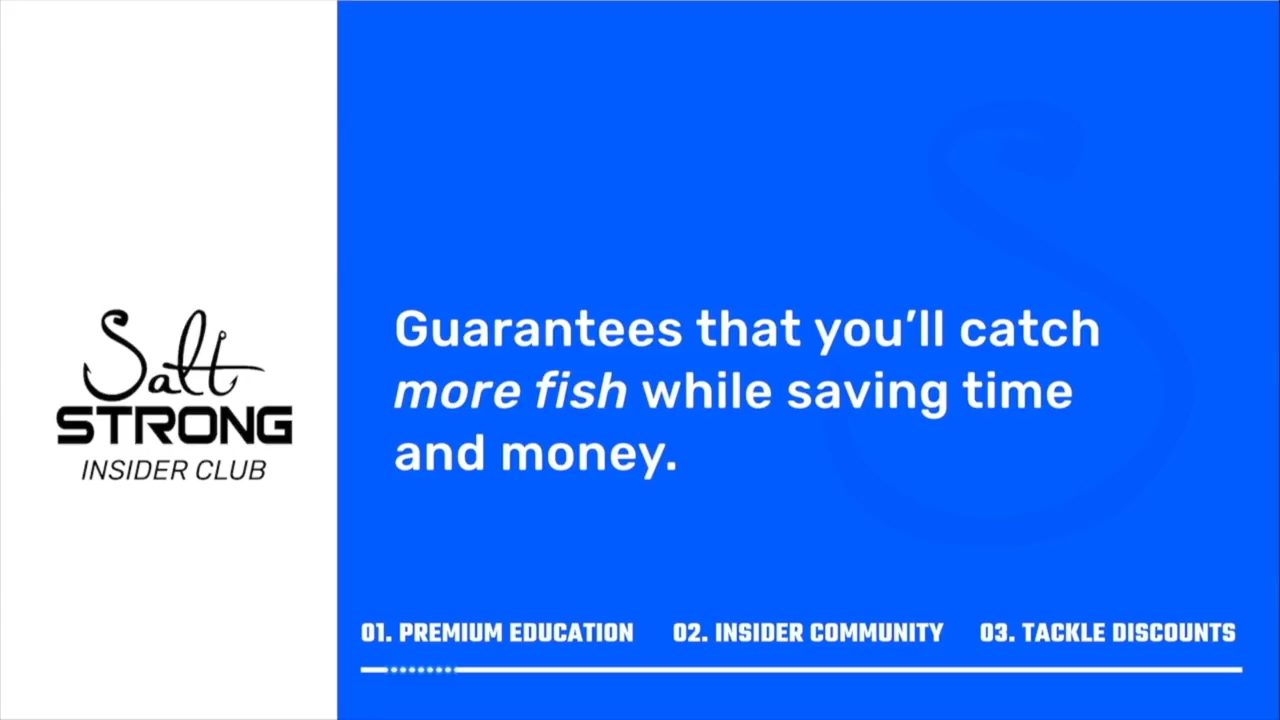 Salt
STRONG
INSIDER CLUB
Guarantees that you’ll catch
more fish while saving time
and money.
01. PREMIUM EDUCATION 02. INSIDER COMMUNITY 03. TACKLE DISCOUNTS